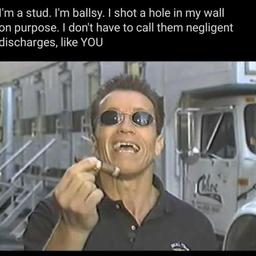 I'm a stud. I'm ballsy. I shot a hole in my wall
on purpose. I don't have to call them negligent
discharges, like YOU